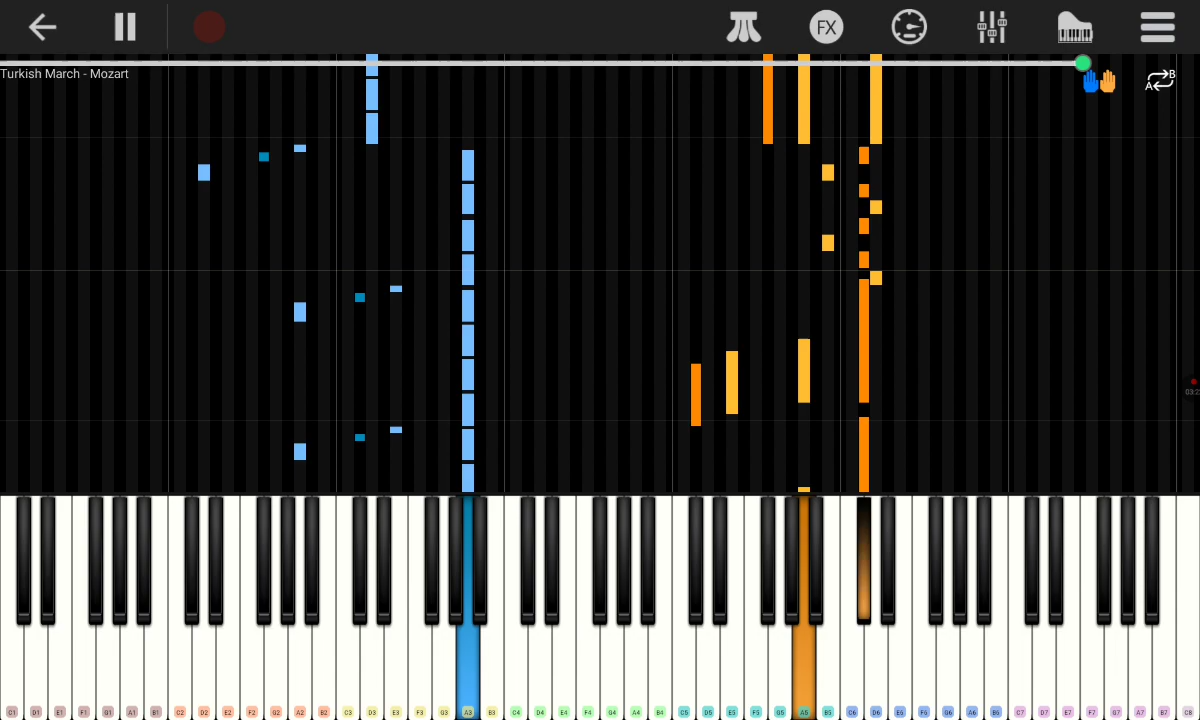 FX
Turkish March - Mozart
A B
C1 D1 E1 F1 G1 A1 B1 C2 D2 E2 F2 G2 A2 B2 C3 D3 E3 F3 G3 A3 B3 C4 D4 E4 F4 G4 A4 B4 C5 D5 E5 F5 G5 A5 B5 C6 D6 E6 F6 G6 A6 B6 C7 D7 E7 F7 G7 A7 B7 C8